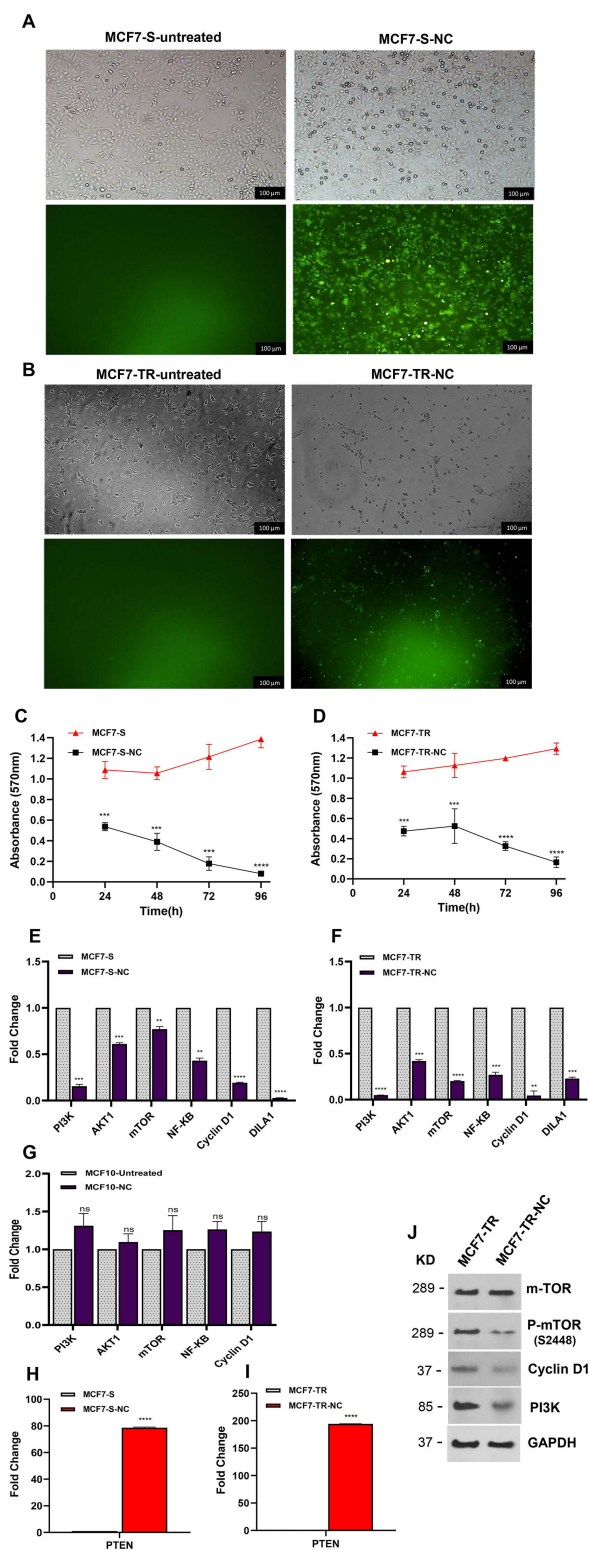 A
MCF7-S-untreated
MCF7-S-NC
100 µm
100 µm
100 µm
100 µm
B
MCF7-TR-untreated
MCF7-TR-NC
100 µm
100 µm
100 µm
100 µm
C
MCF7-S
MCF7-S-NC
Absorbance (570nm)
1.4
1.2
1.0
0.8
0.6
0.4
0.2
0.0
***
***
***
****
0
24
48
72
96
Time(h)
D
MCF7-TR
MCF7-TR-NC
Absorbance (570nm)
1.4
1.2
1.0
0.8
0.6
0.4
0.2
0.0
***
***
****
****
0
24
48
72
96
Time(h)
E
MCF7-S
MCF7-S-NC
Fold Change
1.5
1.0
0.5
0.0
***
***
**
**
****
****
PI3K
AKT1
mTOR
NF-KB
Cyclin D1
DILA1
F
MCF7-TR
MCF7-TR-NC
Fold Change
1.5
1.0
0.5
0.0
****
***
****
***
**
***
PI3K
AKT1
mTOR
NF-KB
Cyclin D1
DILA1
G
MCF10-Untreated
MCF10-NC
Fold Change
2.0
1.5
1.0
0.5
0.0
ns
ns
ns
ns
ns
PI3K
AKT1
mTOR
NF-KB
Cyclin D1
H
MCF7-S
MCF7-S-NC
Fold Change
100
80
60
40
20
0
****
PTEN
I
MCF7-TR
MCF7-TR-NC
Fold Change
250
200
150
100
50
0
****
PTEN
J
MCF7-TR
MCF7-TR-NC
KD
289 -
m-TOR
289 -
P-mTOR
(S2448)
37 -
Cyclin D1
85 -
PI3K
37 -
GAPDH